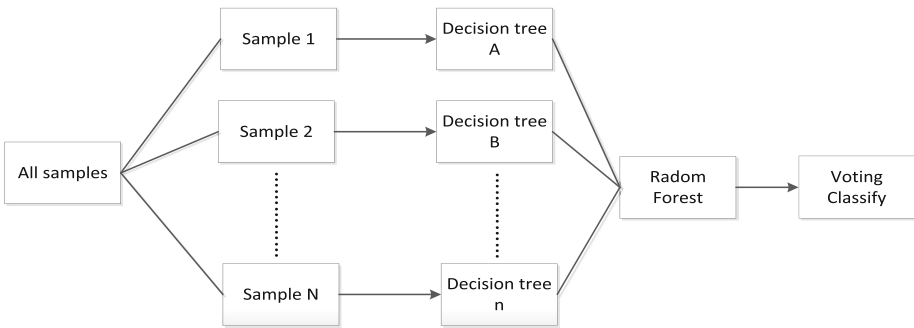 Sample 1
Decision tree
A
Sample 2
Decision tree
B
All samples
Radom
Forest
Voting
Classify
Sample N
Decision tree
n